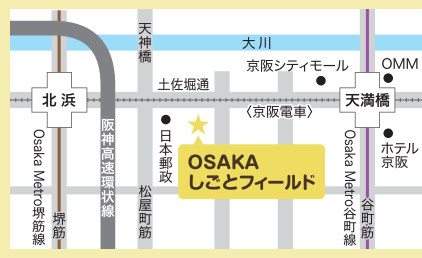 天神橋
大川
京阪シティモール
OMM
土佐堀通
北浜
天満橋
〈京阪電車〉
阪神高速環状線
日本郵政
OSAKA
しごとフィールド
ホテル
京阪
Osaka Metro堺筋線
堺筋
松屋町筋
Osaka Metro谷町線
谷町筋